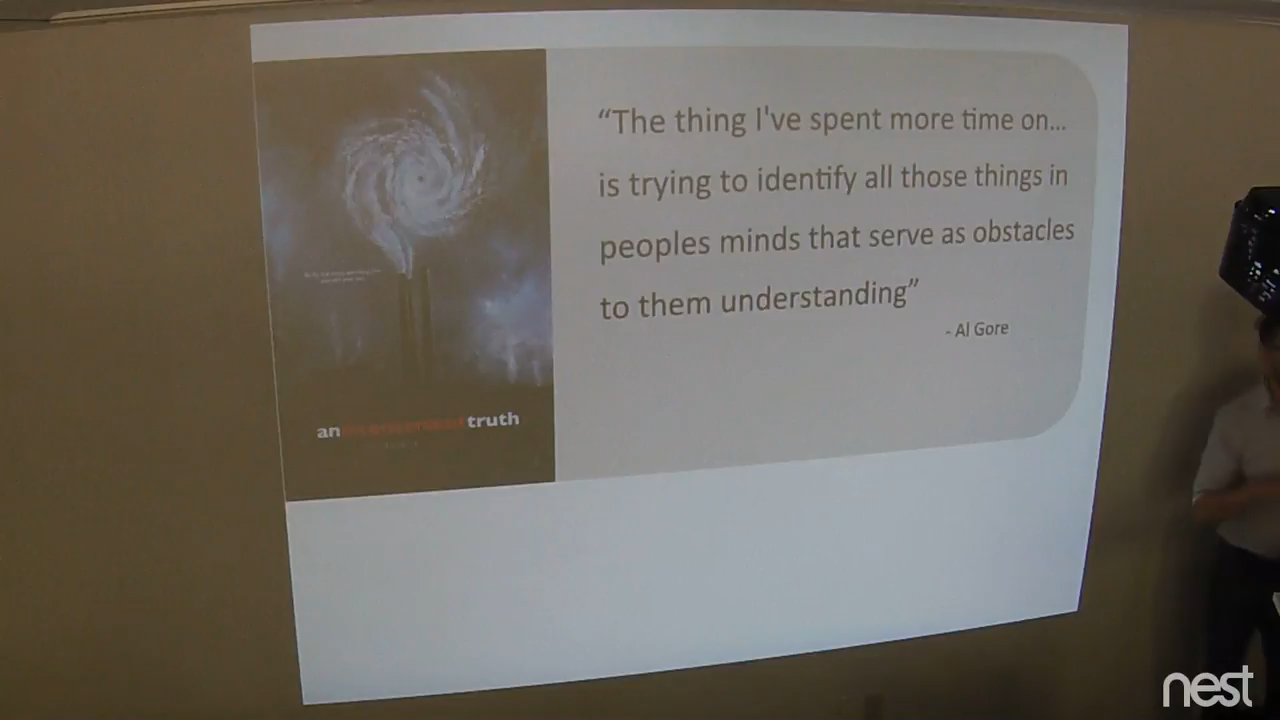 “The thing I've spent more time on...
is trying to identify all those things in
peoples minds that serve as obstacles
to them understanding”
- Al Gore
an inconvenient truth
nest